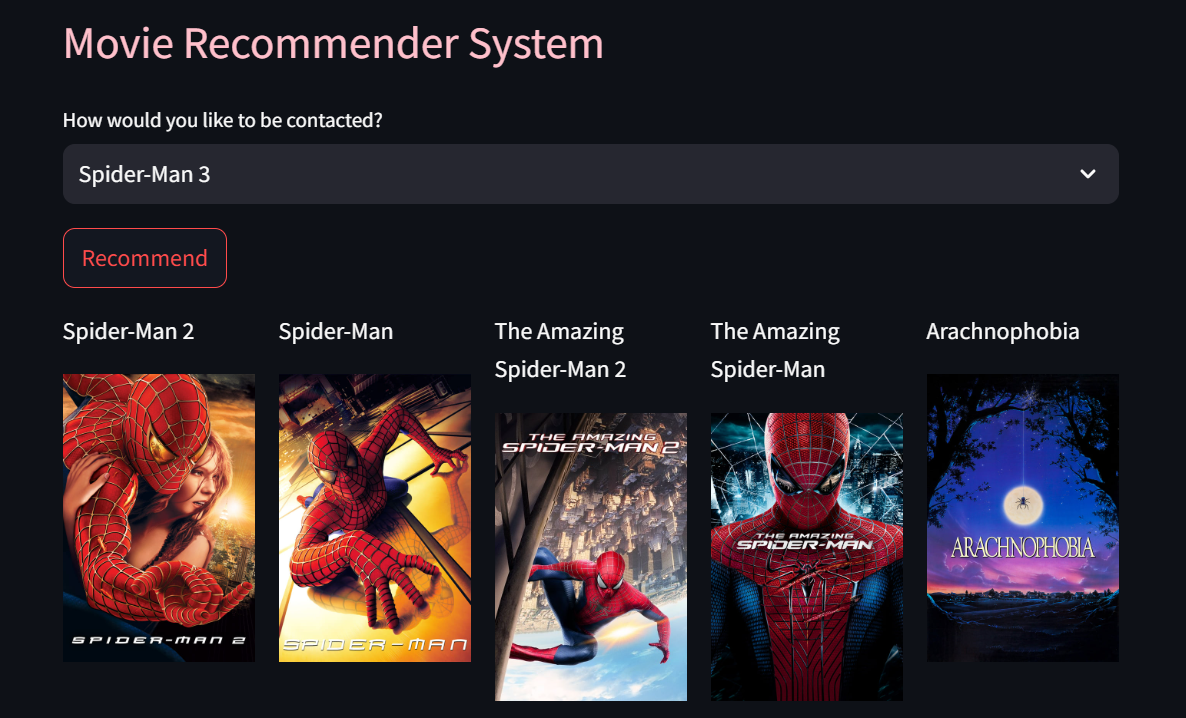 Movie Recommender System
How would you like to be contacted?
Spider-Man 3
Recommend
Spider-Man 2
Spider-Man
The Amazing
Spider-Man 2
The Amazing
Spider-Man
Arachnophobia
SPIDER-MAN 2
SPIDER-MAN
THE AMAZING
SPIDER-MAN 2
THE AMAZING
SPIDER-MAN
ARACHNOPHOBIA